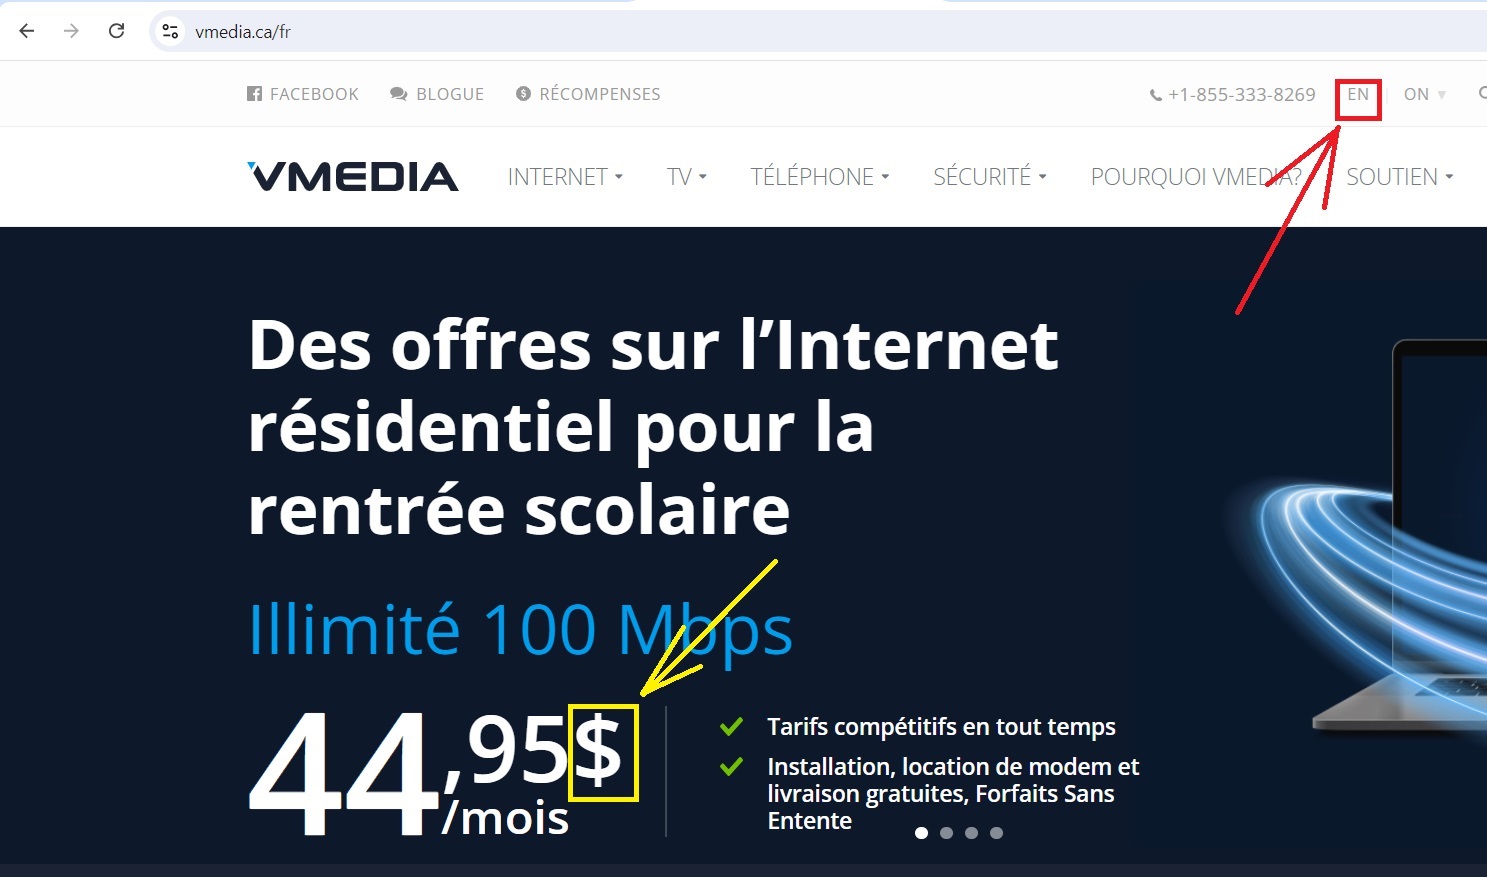 vmedia.ca/fr
FACEBOOK BLOGUE RÉCOMPENSES +1-855-333-8269 EN ON
VMEDIA INTERNET TV TÉLÉPHONE SÉCURITÉ POURQUOI VMEDIA? SOUTIEN
Des offres sur l’Internet
résidentiel pour la
rentrée scolaire
Illimité 100 Mbps
44,95$
/mois
Tarifs compétitifs en tout temps
Installation, location de modem et
livraison gratuites, Forfaits Sans
Entente